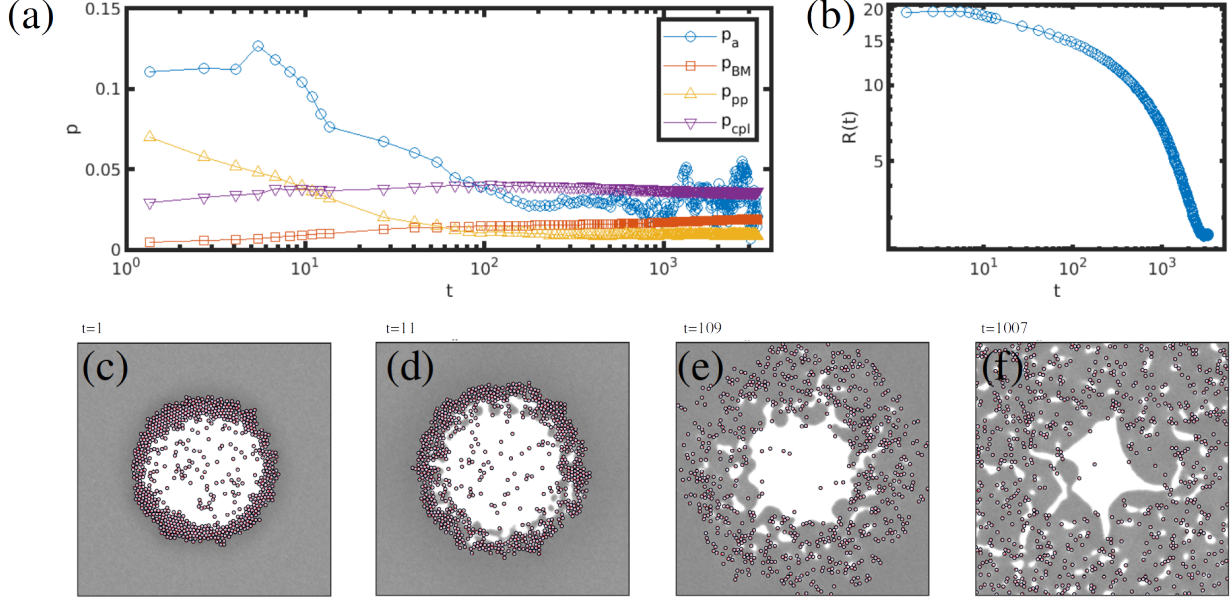 (a)
0.15
0.1
0.05
0
p
10^0
10^1
10^2
10^3
t
p_a
p_BM
p_pp
p_cpl
(b)
20
15
10
5
R(t)
10^1
10^2
10^3
t
t=1
(c)
t=11
(d)
t=109
(e)
t=1007
(f)